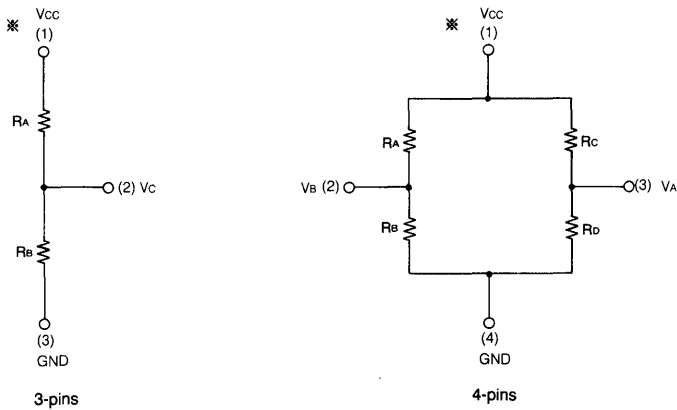 ※
VCC
(1)
RA
(2) VC
RB
(3)
GND
3-pins
※
VCC
(1)
RA
RC
VB (2)
(3) VA
RB
RD
(4)
GND
4-pins